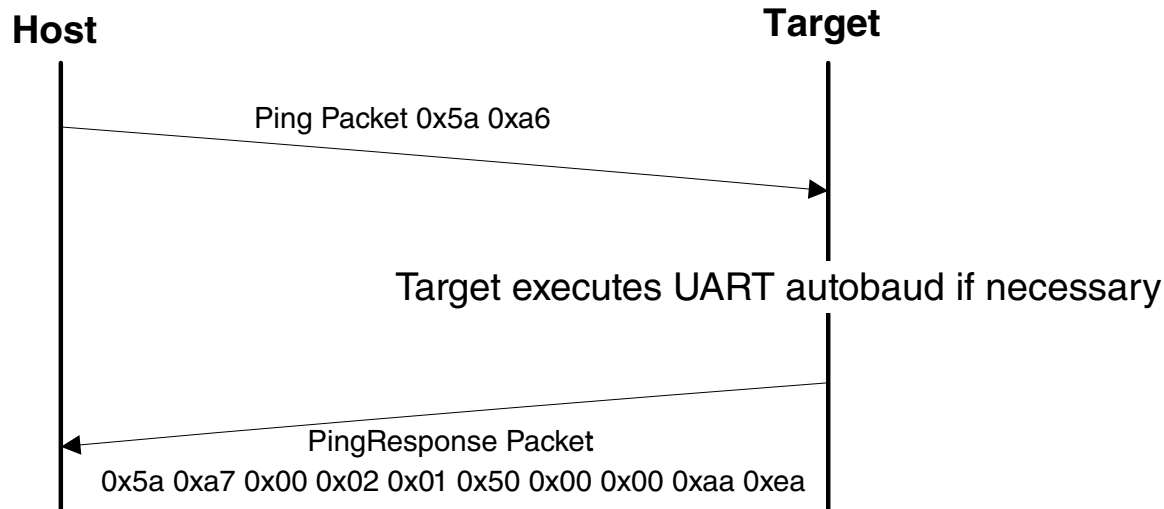 Host
Target
Ping Packet 0x5a 0xa6
Target executes UART autobaud if necessary
PingResponse Packet
0x5a 0xa7 0x00 0x02 0x01 0x50 0x00 0x00 0xaa 0xea